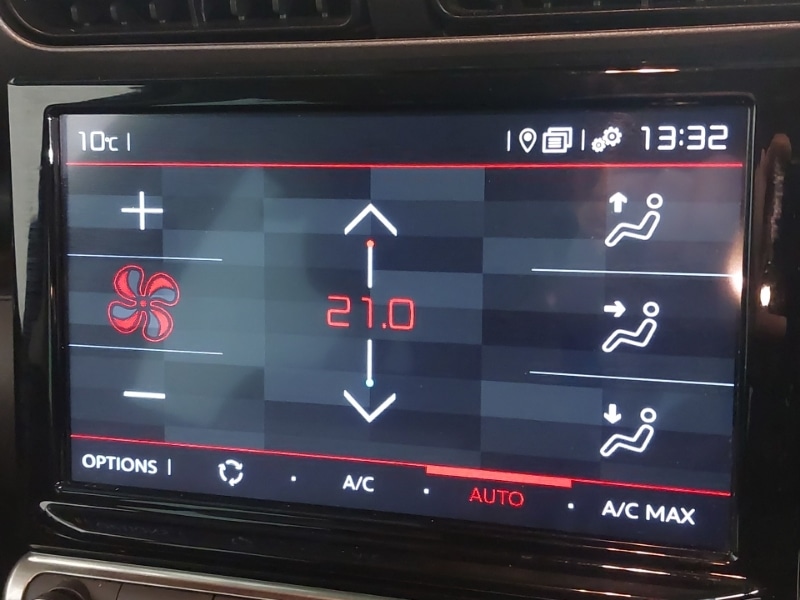 10°C 13:32
21.0
OPTIONS A/C AUTO A/C MAX